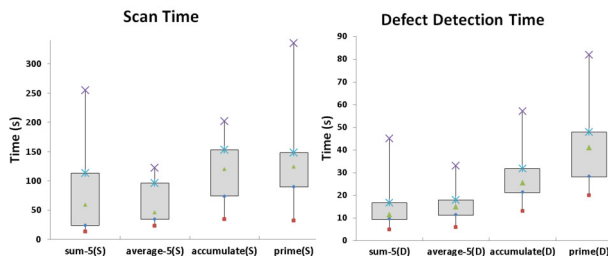 Scan Time
Time (s)
300
250
200
150
100
50
0
sum-5(S) average-5(S) accumulate(S) prime(S)
Defect Detection Time
Time (s)
90
80
70
60
50
40
30
20
10
0
sum-5(D) average-5(D) accumulate(D) prime(D)